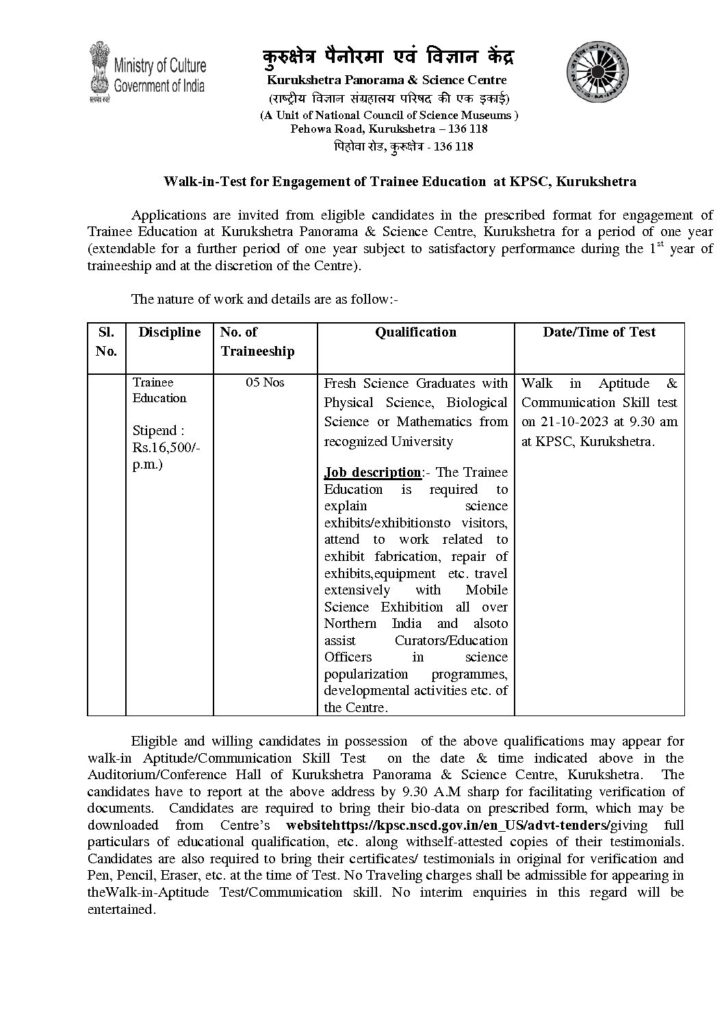 Ministry of Culture
Government of India
कुरुक्षेत्र पैनोरमा एवं विज्ञान केंद्र
Kurukshetra Panorama & Science Centre
(राष्ट्रीय विज्ञान संग्रहालय परिषद की एक इकाई)
(A Unit of National Council of Science Museums )
Pehowa Road, Kurukshetra – 136 118
पिहोवा रोड, कुरुक्षेत्र - 136 118
Walk-in-Test for Engagement of Trainee Education at KPSC, Kurukshetra
Applications are invited from eligible candidates in the prescribed format for engagement of
Trainee Education at Kurukshetra Panorama & Science Centre, Kurukshetra for a period of one year
(extendable for a further period of one year subject to satisfactory performance during the 1st year of
traineeship and at the discretion of the Centre).
The nature of work and details are as follow:-
Sl.
No.
Discipline
No. of
Traineeship
Qualification
Date/Time of Test
Trainee
Education
Stipend :
Rs.16,500/-
p.m.)
05 Nos
Fresh Science Graduates with
Physical Science, Biological
Science or Mathematics from
recognized University
Job description:- The Trainee
Education is required to
explain science
exhibits/exhibitionsto visitors,
attend to work related to
exhibit fabrication, repair of
exhibits,equipment etc. travel
extensively with Mobile
Science Exhibition all over
Northern India and alsoto
assist Curators/Education
Officers in science
popularization programmes,
developmental activities etc. of
the Centre.
Walk in Aptitude &
Communication Skill test
on 21-10-2023 at 9.30 am
at KPSC, Kurukshetra.
Eligible and willing candidates in possession of the above qualifications may appear for
walk-in Aptitude/Communication Skill Test on the date & time indicated above in the
Auditorium/Conference Hall of Kurukshetra Panorama & Science Centre, Kurukshetra. The
candidates have to report at the above address by 9.30 A.M sharp for facilitating verification of
documents. Candidates are required to bring their bio-data on prescribed form, which may be
downloaded from Centre's websitehttps://kpsc.nscd.gov.in/en_US/advt-tenders/giving full
particulars of educational qualification, etc. along withself-attested copies of their testimonials.
Candidates are also required to bring their certificates/ testimonials in original for verification and
Pen, Pencil, Eraser, etc. at the time of Test. No Traveling charges shall be admissible for appearing in
theWalk-in-Aptitude Test/Communication skill. No interim enquiries in this regard will be
entertained.